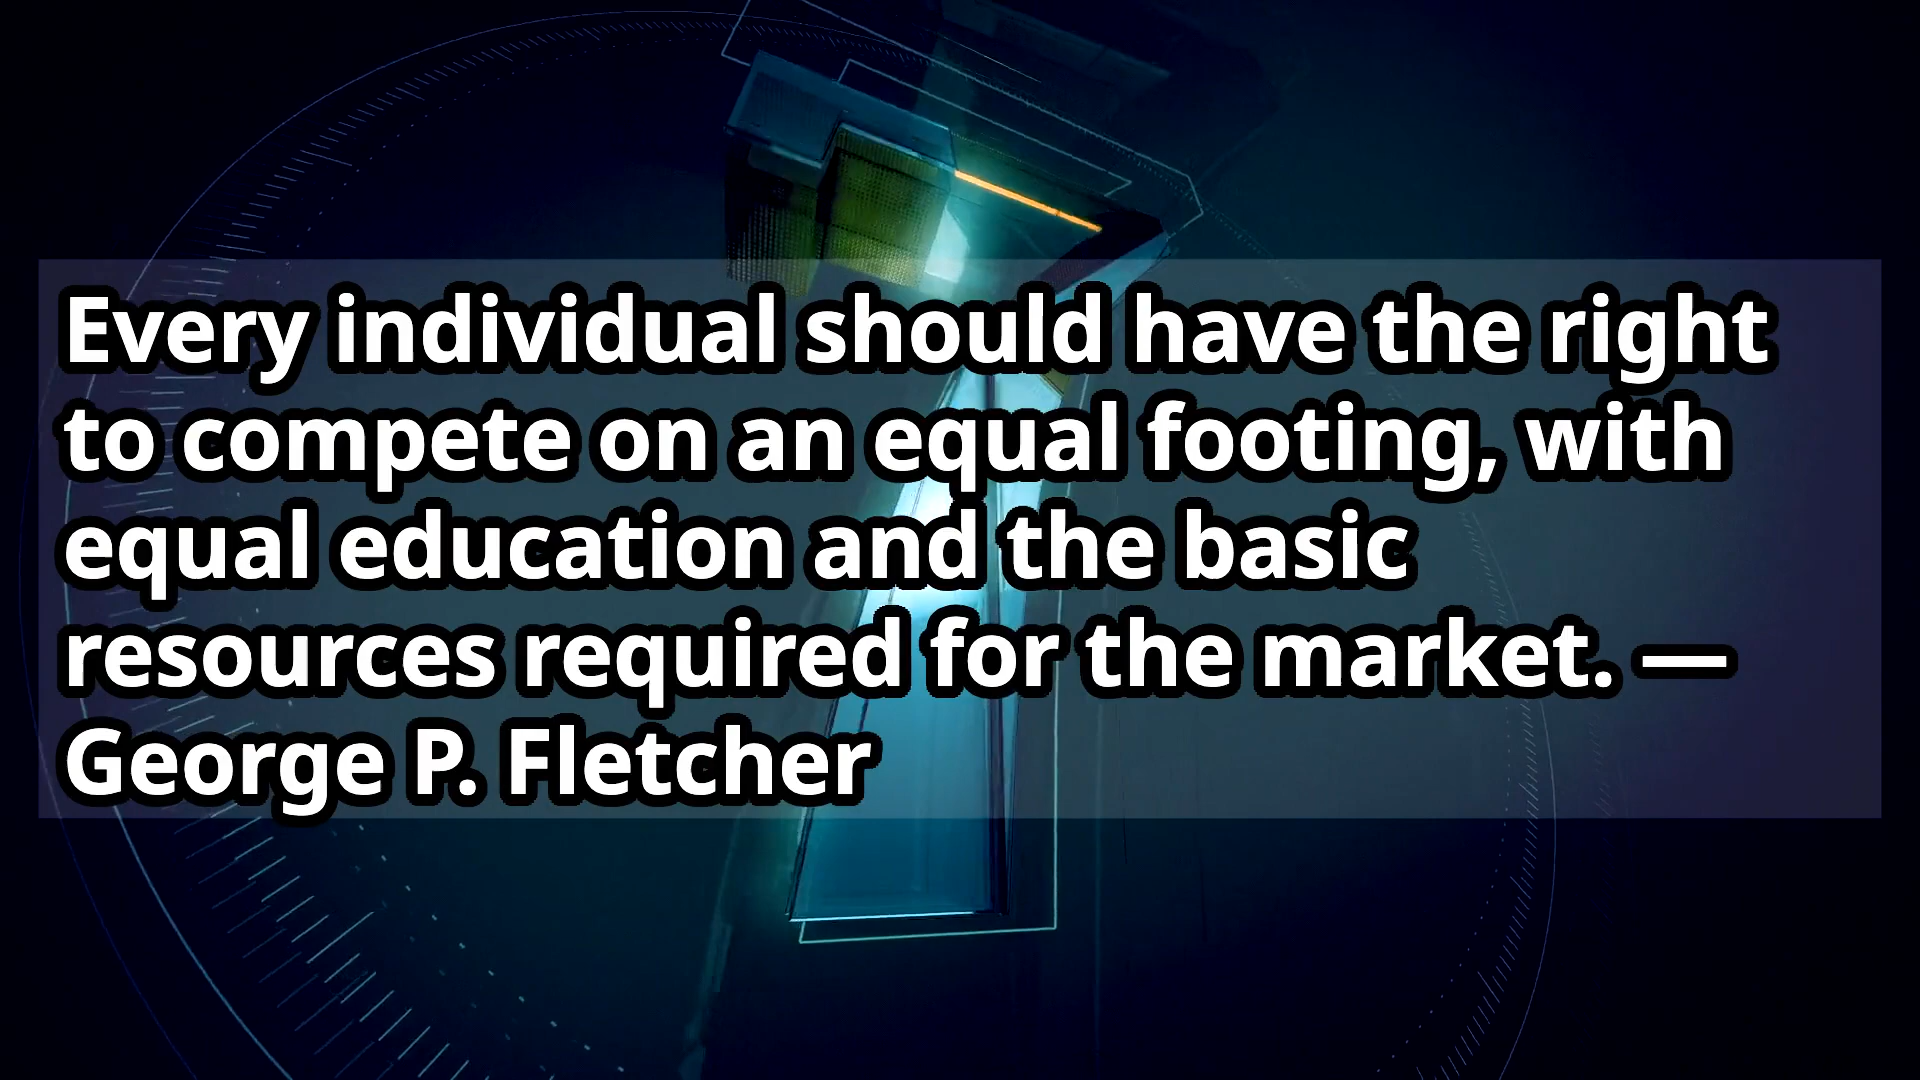 Every individual should have the right
to compete on an equal footing, with
equal education and the basic
resources required for the market. —
George P. Fletcher